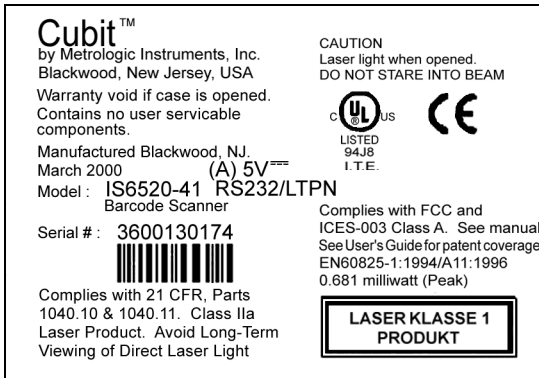 Cubit™
by Metrologic Instruments, Inc.
Blackwood, New Jersey, USA
Warranty void if case is opened.
Contains no user servicable
components.
Manufactured Blackwood, NJ.
March 2000 (A) 5V⎓
Model : IS6520-41 RS232/LTPN
Barcode Scanner
Serial # : 3600130174
Complies with 21 CFR, Parts
1040.10 & 1040.11. Class IIa
Laser Product. Avoid Long-Term
Viewing of Direct Laser Light
CAUTION
Laser light when opened.
DO NOT STARE INTO BEAM
C UL ® US CE
LISTED
94J8
I.T.E.
Complies with FCC and
ICES-003 Class A. See manual
See User's Guide for patent coverage
EN60825-1:1994/A11:1996
0.681 milliwatt (Peak)
LASER KLASSE 1
PRODUKT